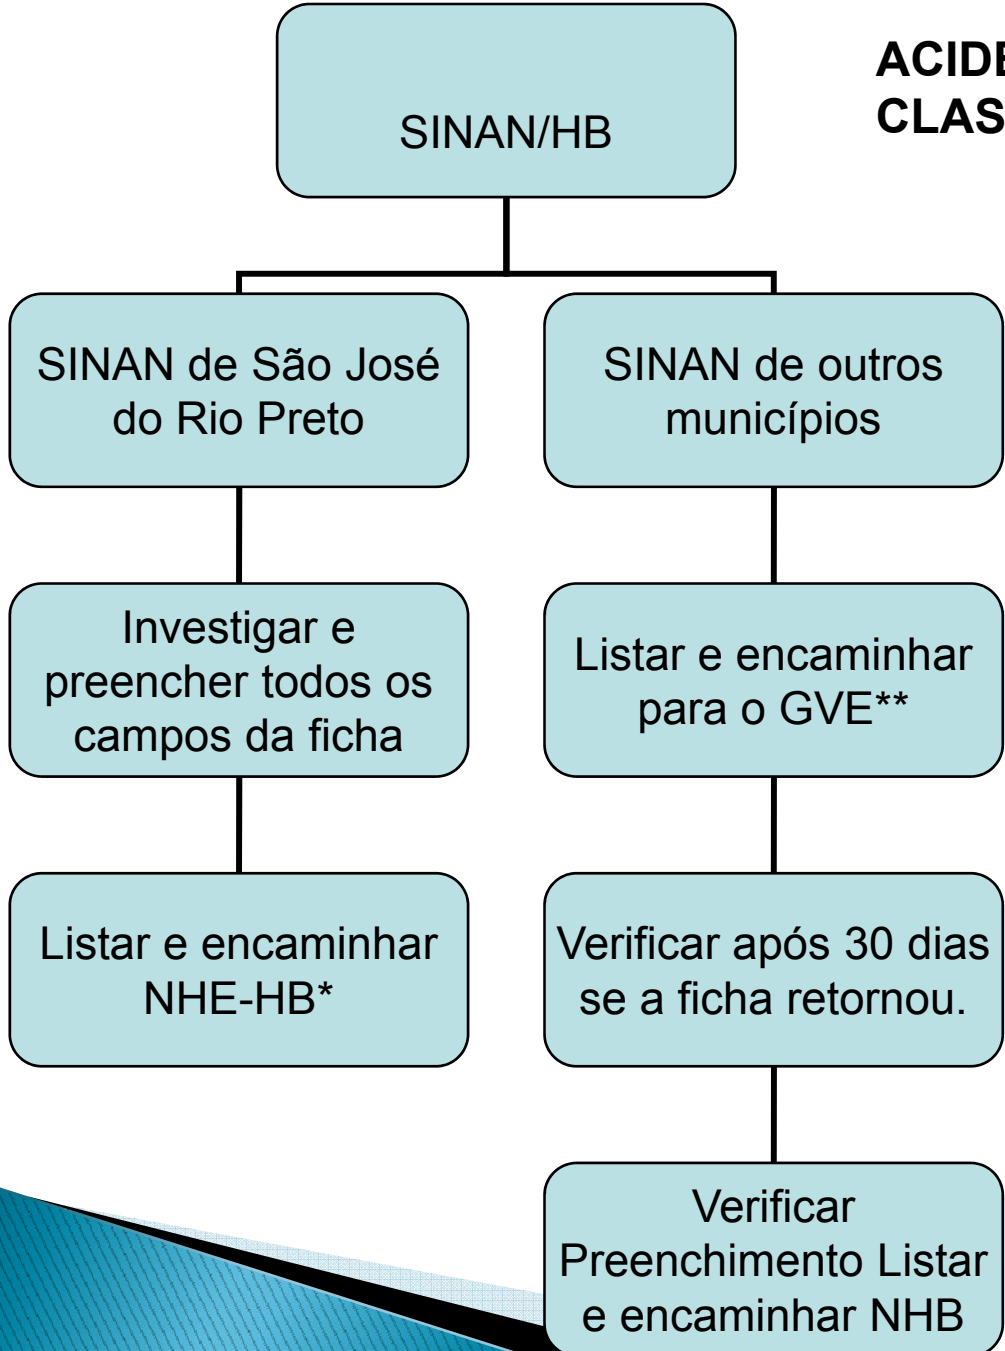 SINAN/HB
SINAN de São José
do Rio Preto
Investigar e
preencher todos os
campos da ficha
Listar e encaminhar
NHE-HB*
SINAN de outros
municípios
Listar e encaminhar
para o GVE**
Verificar após 30 dias
se a ficha retornou.
Verificar
Preenchimento Listar
e encaminhar NHB